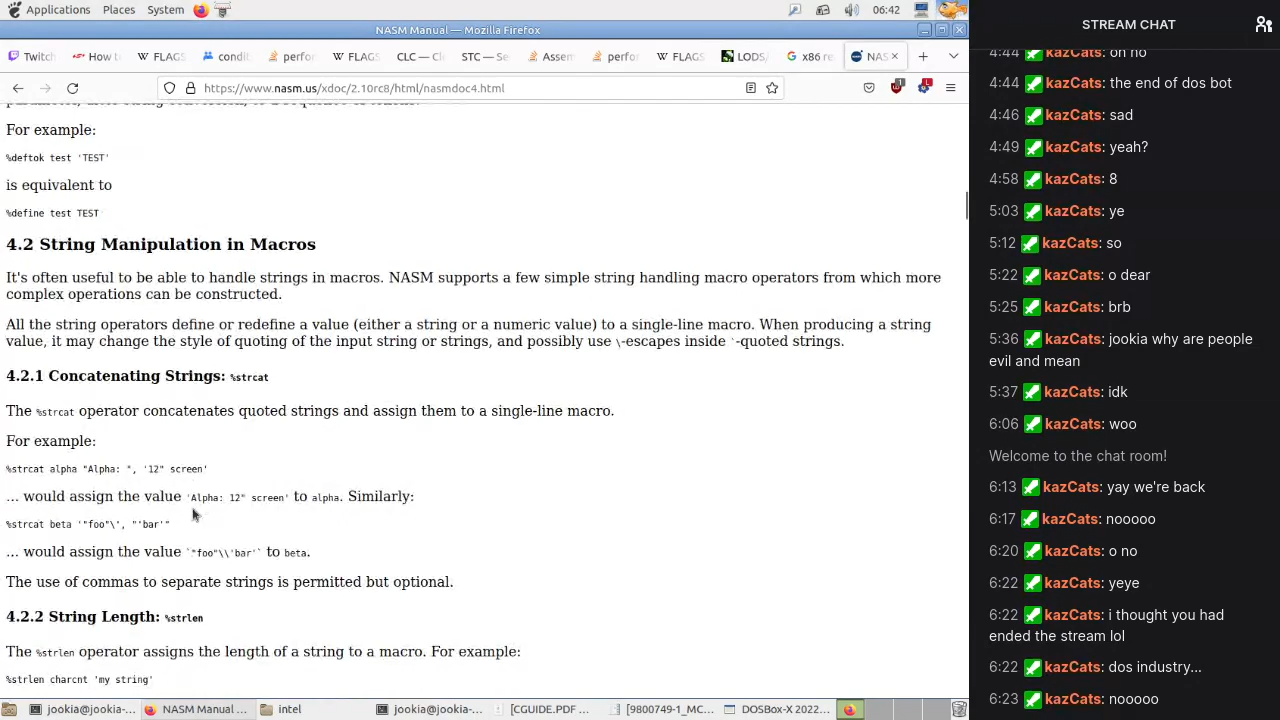 Applications Places System 06:42
NASM Manual — Mozilla Firefox
Twitch How t FLAGS condi perfor FLAGS CLC — Cl STC — Se Assem perfor FLAGS LODS/ x86 re NAS
https://www.nasm.us/xdoc/2.10rc8/html/nasmdoc4.html
For example:
%deftok test 'TEST'
is equivalent to
%define test TEST
4.2 String Manipulation in Macros
It's often useful to be able to handle strings in macros. NASM supports a few simple string handling macro operators from which more
complex operations can be constructed.
All the string operators define or redefine a value (either a string or a numeric value) to a single-line macro. When producing a string
value, it may change the style of quoting of the input string or strings, and possibly use \-escapes inside `-quoted strings.
4.2.1 Concatenating Strings: %strcat
The %strcat operator concatenates quoted strings and assign them to a single-line macro.
For example:
%strcat alpha "Alpha: ", '12" screen'
... would assign the value 'Alpha: 12" screen' to alpha. Similarly:
%strcat beta '"foo"\', "'bar'"
... would assign the value `"foo"\\'bar'` to beta.
The use of commas to separate strings is permitted but optional.
4.2.2 String Length: %strlen
The %strlen operator assigns the length of a string to a macro. For example:
%strlen charcnt 'my string'
jookia@jookia-... NASM Manual ... intel jookia@jookia-... [CGUIDE.PDF ... [9800749-1_MC... DOSBox-X 2022...
STREAM CHAT
4:44 kazCats: oh no
4:44 kazCats: the end of dos bot
4:46 kazCats: sad
4:49 kazCats: yeah?
4:58 kazCats: 8
5:03 kazCats: ye
5:12 kazCats: so
5:22 kazCats: o dear
5:25 kazCats: brb
5:36 kazCats: jookia why are people
evil and mean
5:37 kazCats: idk
6:06 kazCats: woo
Welcome to the chat room!
6:13 kazCats: yay we're back
6:17 kazCats: nooooo
6:20 kazCats: o no
6:22 kazCats: yeye
6:22 kazCats: i thought you had
ended the stream lol
6:22 kazCats: dos industry...
6:23 kazCats: nooooo